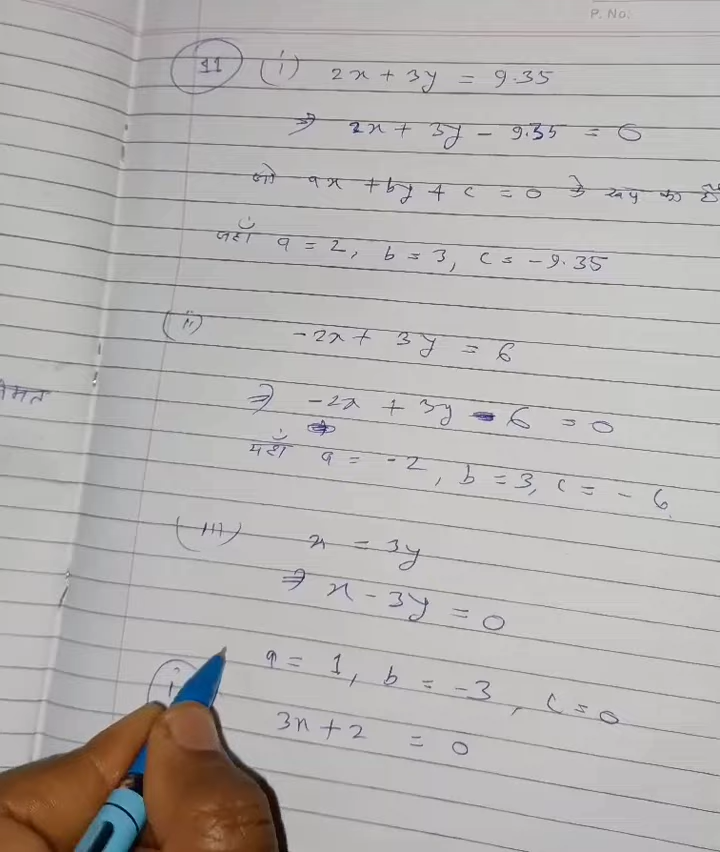 P. No.
11 (i) 2x + 3y = 9.35
⇒ 2x + 3y - 9.35 = 0
जो ax + by + c = 0 के रूप का है
यहाँ a = 2, b = 3, c = -9.35
(ii) -2x + 3y = 6
⇒ -2x + 3y - 6 = 0
यहाँ a = -2, b = 3, c = -6.
(iii) x = 3y
⇒ x - 3y = 0
a = 1, b = -3, c = 0
3x + 2 = 0